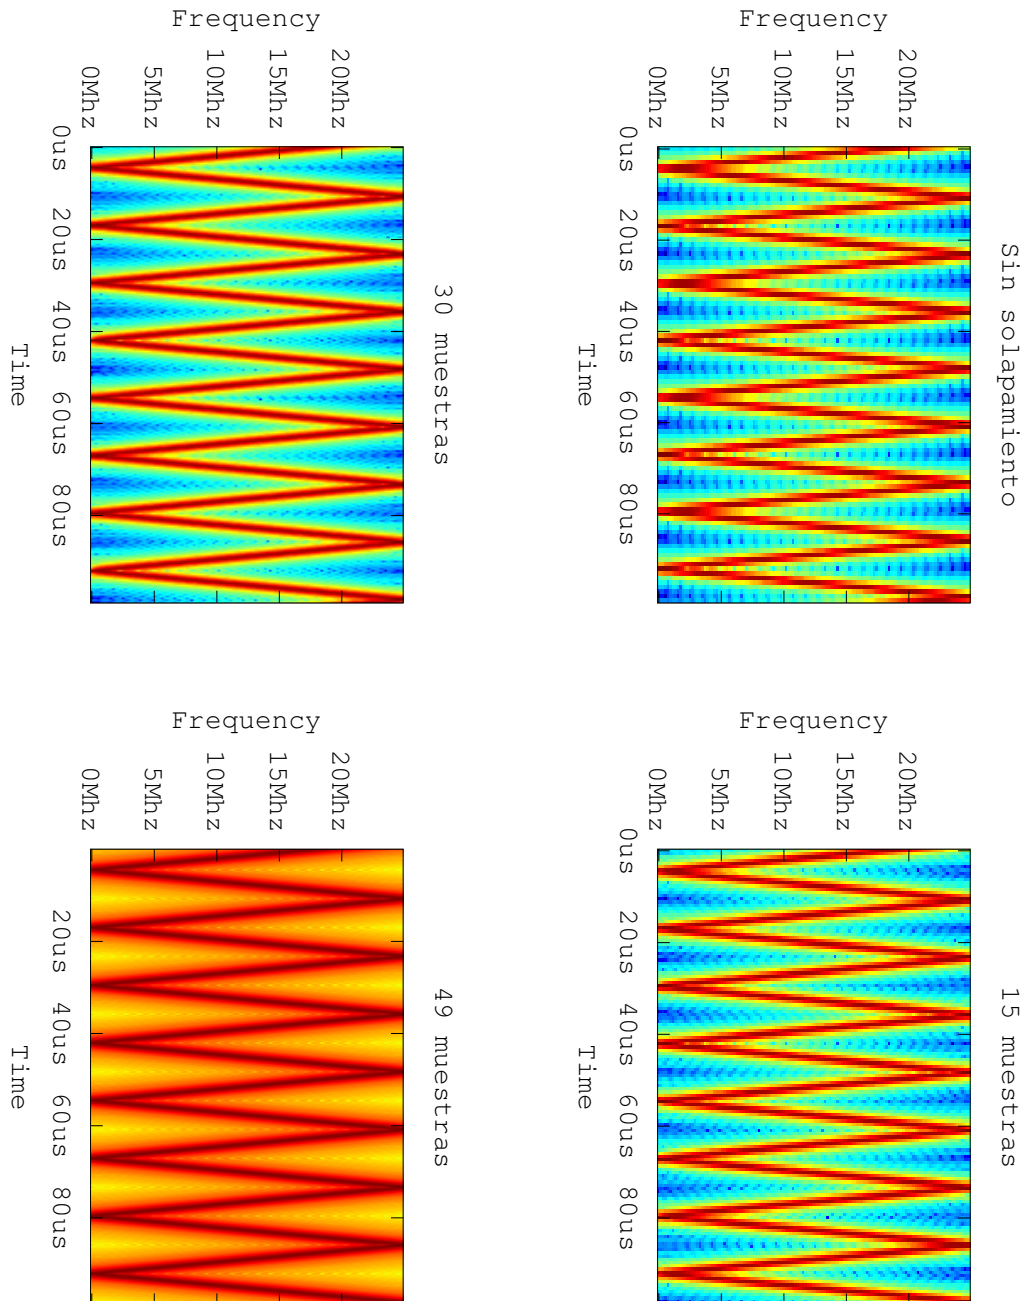 Sin solapamiento
Frequency
20Mhz
15Mhz
10Mhz
5Mhz
0Mhz
0us 20us 40us 60us 80us
Time
15 muestras
Frequency
20Mhz
15Mhz
10Mhz
5Mhz
0Mhz
0us 20us 40us 60us 80us
Time
30 muestras
Frequency
20Mhz
15Mhz
10Mhz
5Mhz
0Mhz
0us 20us 40us 60us 80us
Time
49 muestras
Frequency
20Mhz
15Mhz
10Mhz
5Mhz
0Mhz
20us 40us 60us 80us
Time